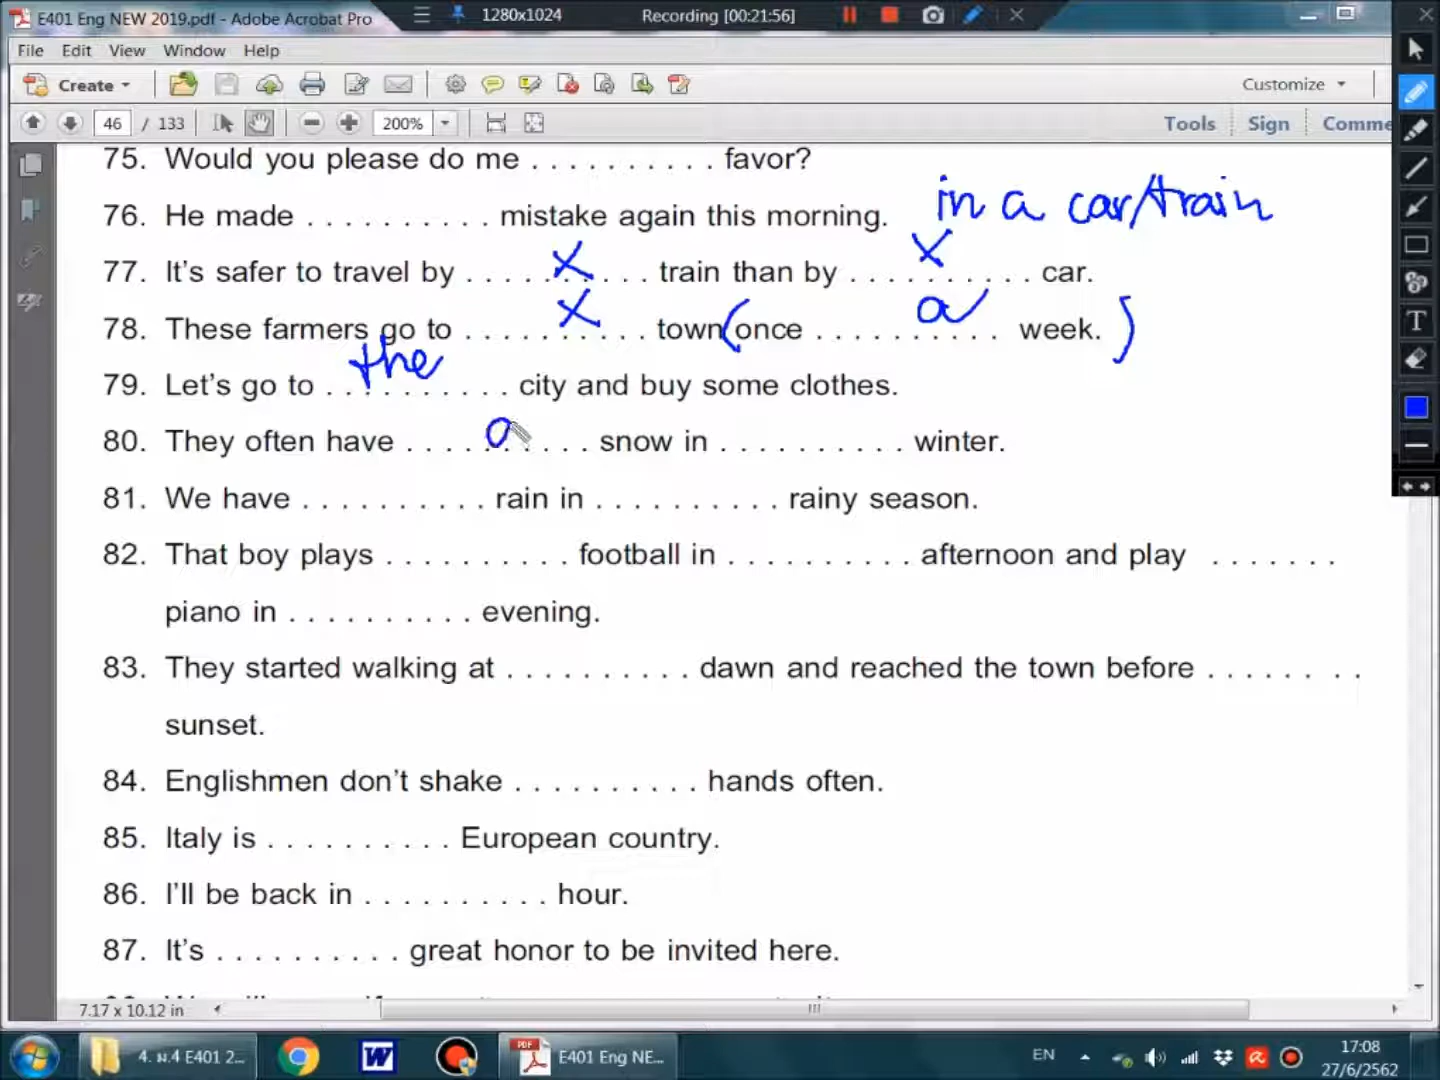 E401 Eng NEW 2019.pdf - Adobe Acrobat Pro
1280x1024
Recording [00:21:56]
File Edit View Window Help
Create
Customize
46 / 133
200%
Tools Sign Comme
75. Would you please do me . . . . . . . . . . favor?
in a car/train
76. He made . . . . . . . . . . mistake again this morning.
x x
77. It's safer to travel by . . . . . . . . . . train than by . . . . . . . . . . car.
x a
78. These farmers go to . . . . . . . . . . town (once . . . . . . . . . . week. )
the
79. Let's go to . . . . . . . . . . city and buy some clothes.
80. They often have . . . . . . . . . . snow in . . . . . . . . . . winter.
81. We have . . . . . . . . . . rain in . . . . . . . . . . rainy season.
82. That boy plays . . . . . . . . . . football in . . . . . . . . . . afternoon and play . . . . . . .
piano in . . . . . . . . . . evening.
83. They started walking at . . . . . . . . . . dawn and reached the town before . . . . . . . .
sunset.
84. Englishmen don't shake . . . . . . . . . . hands often.
85. Italy is . . . . . . . . . . European country.
86. I'll be back in . . . . . . . . . . hour.
87. It's . . . . . . . . . . great honor to be invited here.
7.17 x 10.12 in
4. ม.4 E401 2...
E401 Eng NE...
EN
17:08
27/6/2562